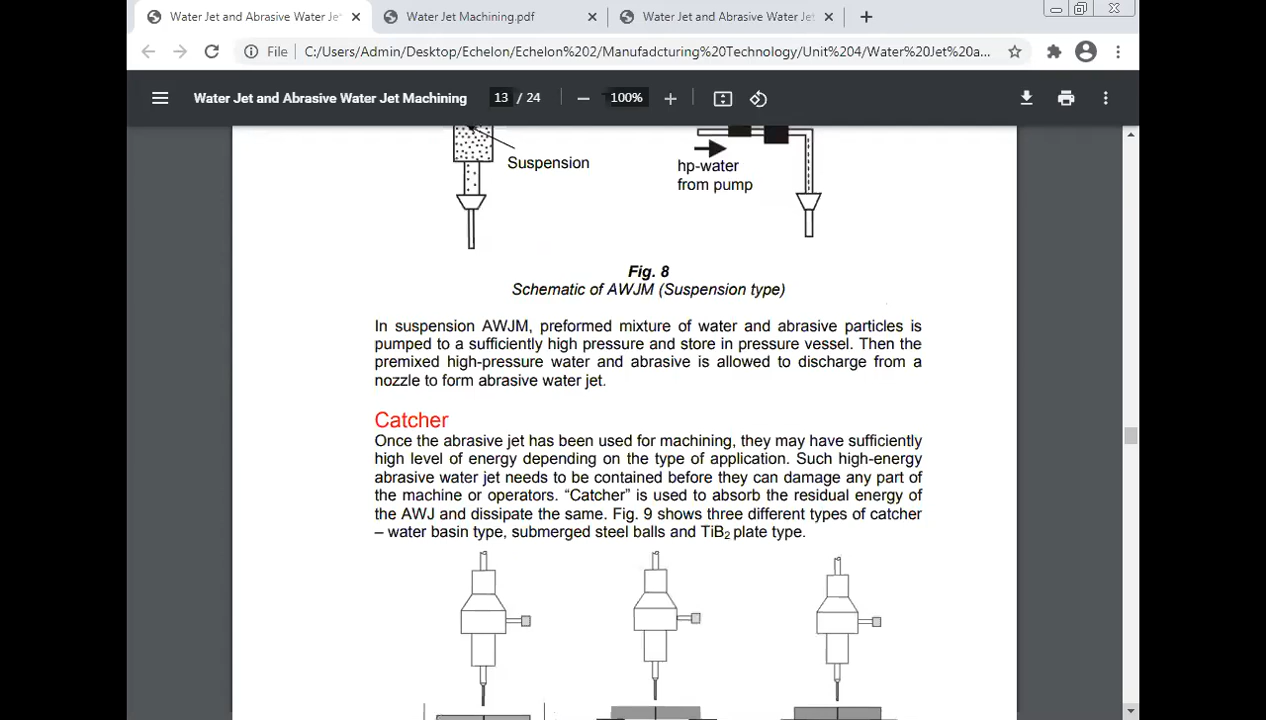 Water Jet and Abrasive Water Je
Water Jet Machining.pdf
Water Jet and Abrasive Water Jet
File
C:/Users/Admin/Desktop/Echelon/Echelon%202/Manufadcturing%20Technology/Unit%204/Water%20Jet%20a...
Water Jet and Abrasive Water Jet Machining
13 / 24
100%
Suspension
hp-water
from pump
Fig. 8
Schematic of AWJM (Suspension type)
In suspension AWJM, preformed mixture of water and abrasive particles is
pumped to a sufficiently high pressure and store in pressure vessel. Then the
premixed high-pressure water and abrasive is allowed to discharge from a
nozzle to form abrasive water jet.
Catcher
Once the abrasive jet has been used for machining, they may have sufficiently
high level of energy depending on the type of application. Such high-energy
abrasive water jet needs to be contained before they can damage any part of
the machine or operators. “Catcher” is used to absorb the residual energy of
the AWJ and dissipate the same. Fig. 9 shows three different types of catcher
– water basin type, submerged steel balls and TiB₂ plate type.